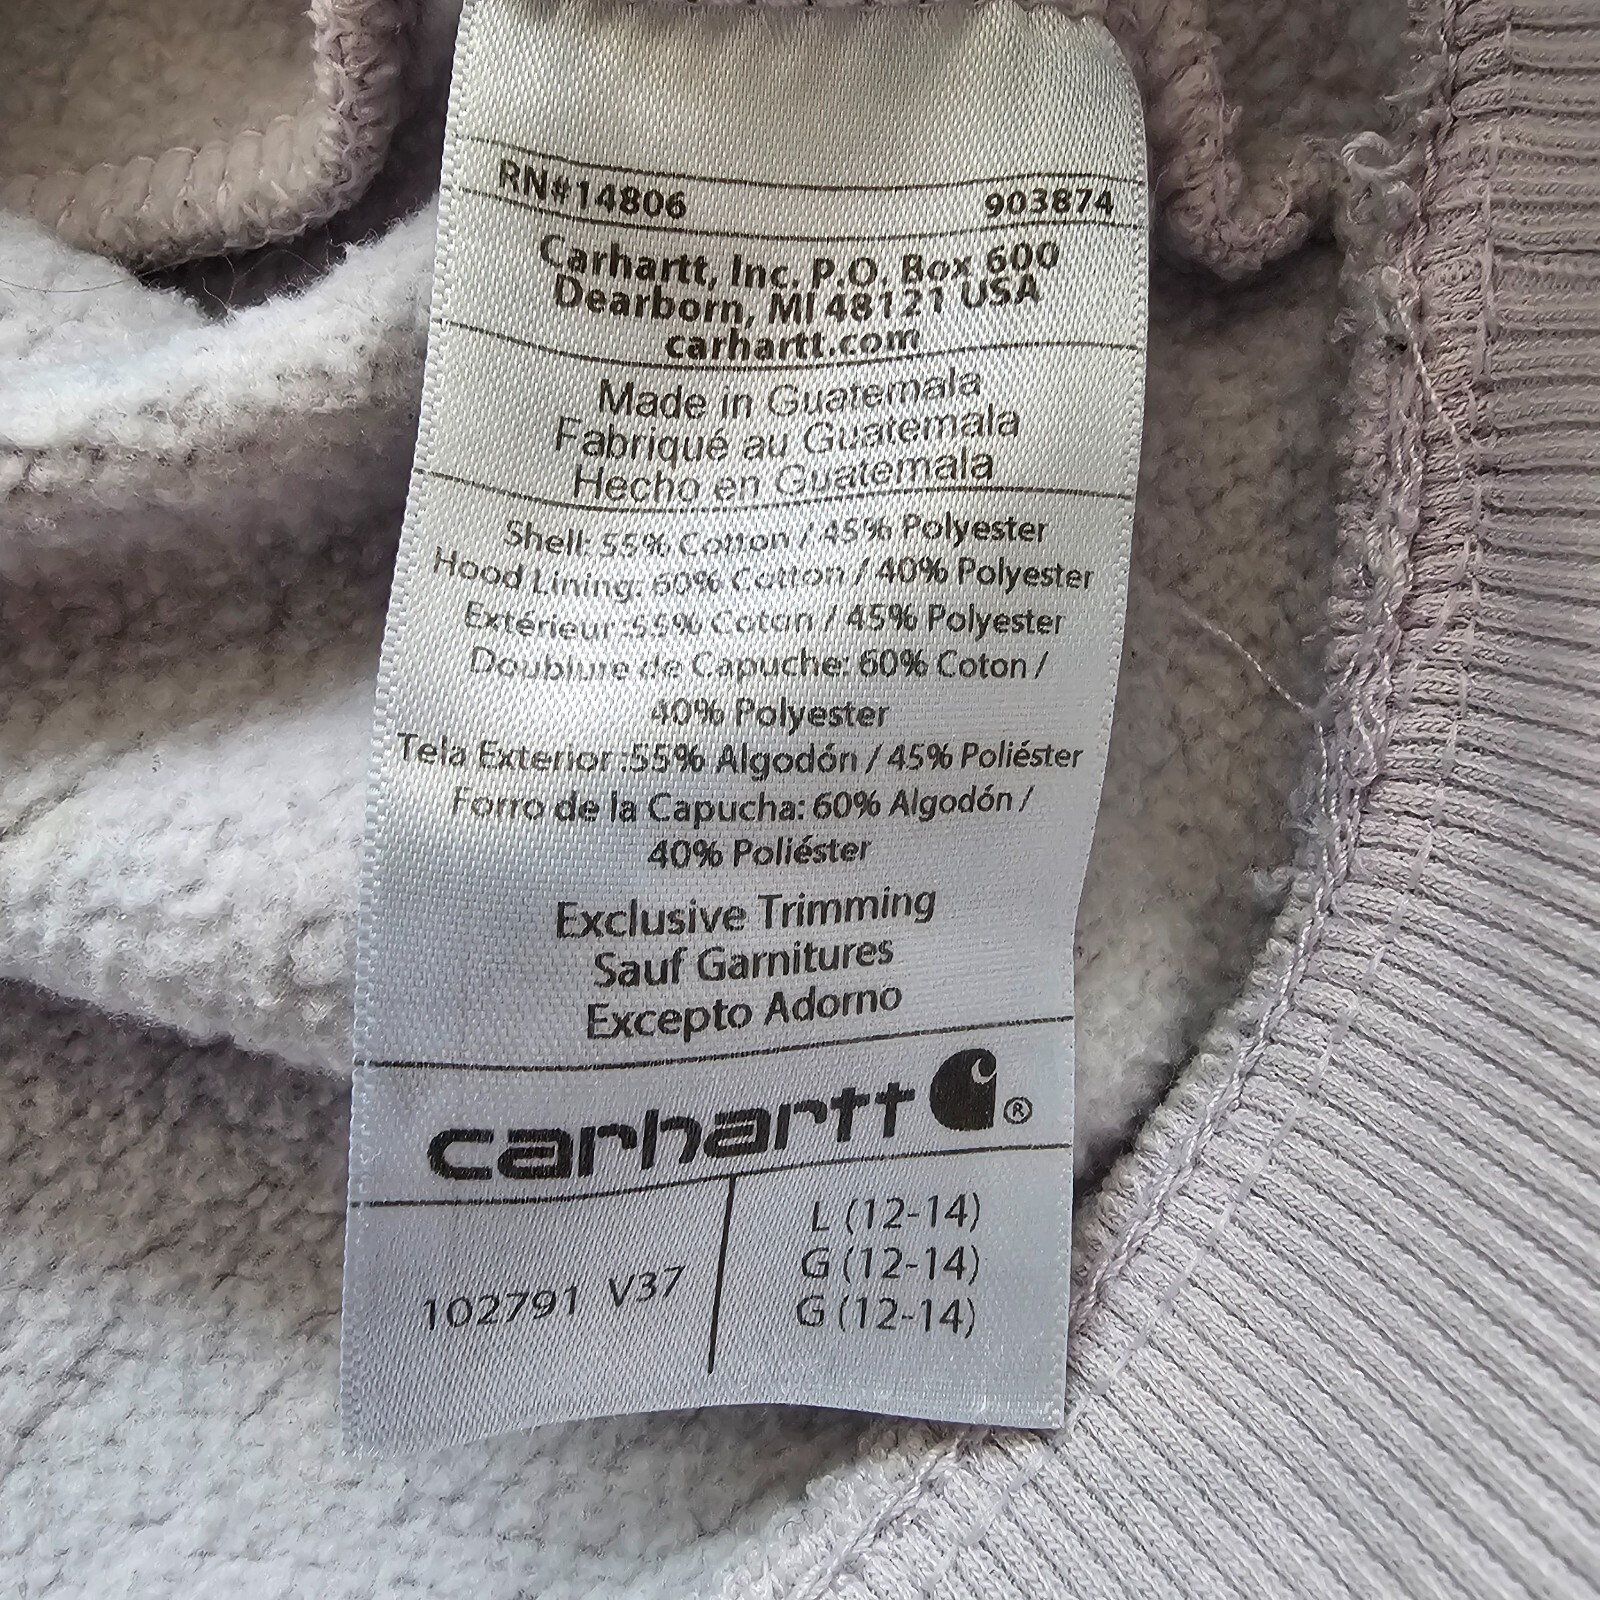 RN#14806 903874
Carhartt, Inc. P.O. Box 600
Dearborn, MI 48121 USA
carhartt.com
Made in Guatemala
Fabriqué au Guatemala
Hecho en Guatemala
Shell: 55% Cotton / 45% Polyester
Hood Lining: 60% Cotton / 40% Polyester
Extérieur :55% Coton / 45% Polyester
Doublure de Capuche: 60% Coton /
40% Polyester
Tela Exterior :55% Algodón / 45% Poliéster
Forro de la Capucha: 60% Algodón /
40% Poliéster
Exclusive Trimming
Sauf Garnitures
Excepto Adorno
carhartt ®
102791 V37
L (12-14)
G (12-14)
G (12-14)